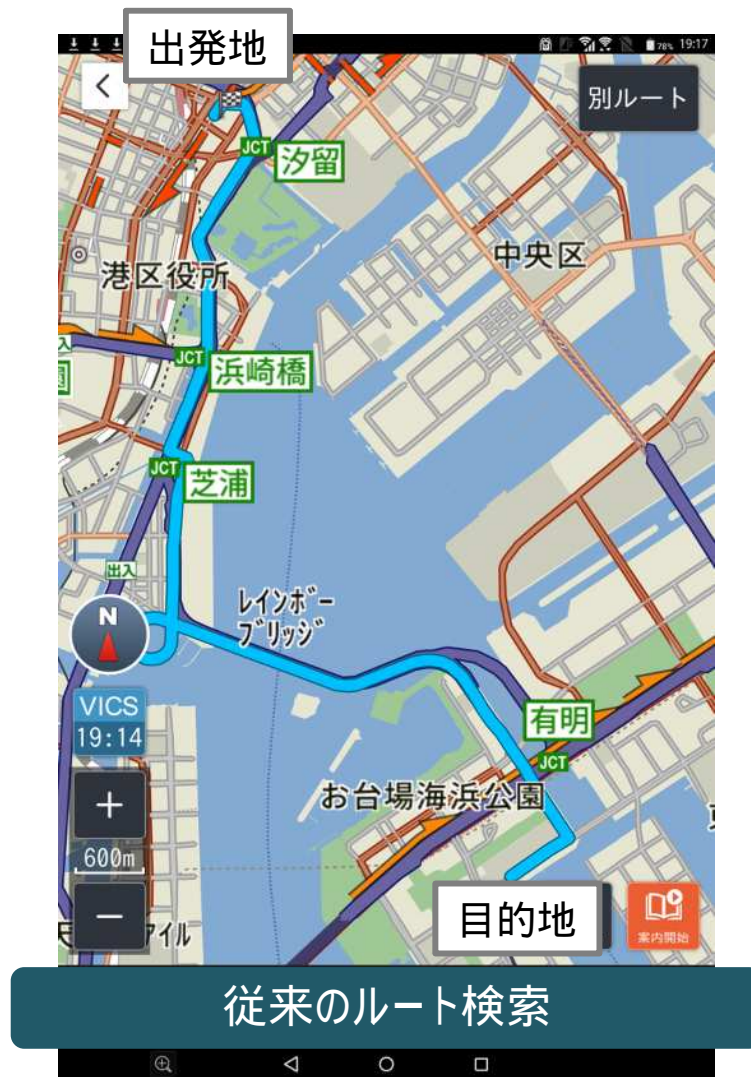 出発地
78% 19:17
別ルート
JCT
汐留
中央区
港区役所
JCT
浜崎橋
JCT
芝浦
出入
レインボー
ブリッジ
N
VICS
19:14
有明
JCT
お台場海浜公園
+
600m
−
目的地
案内開始
従来のルート検索